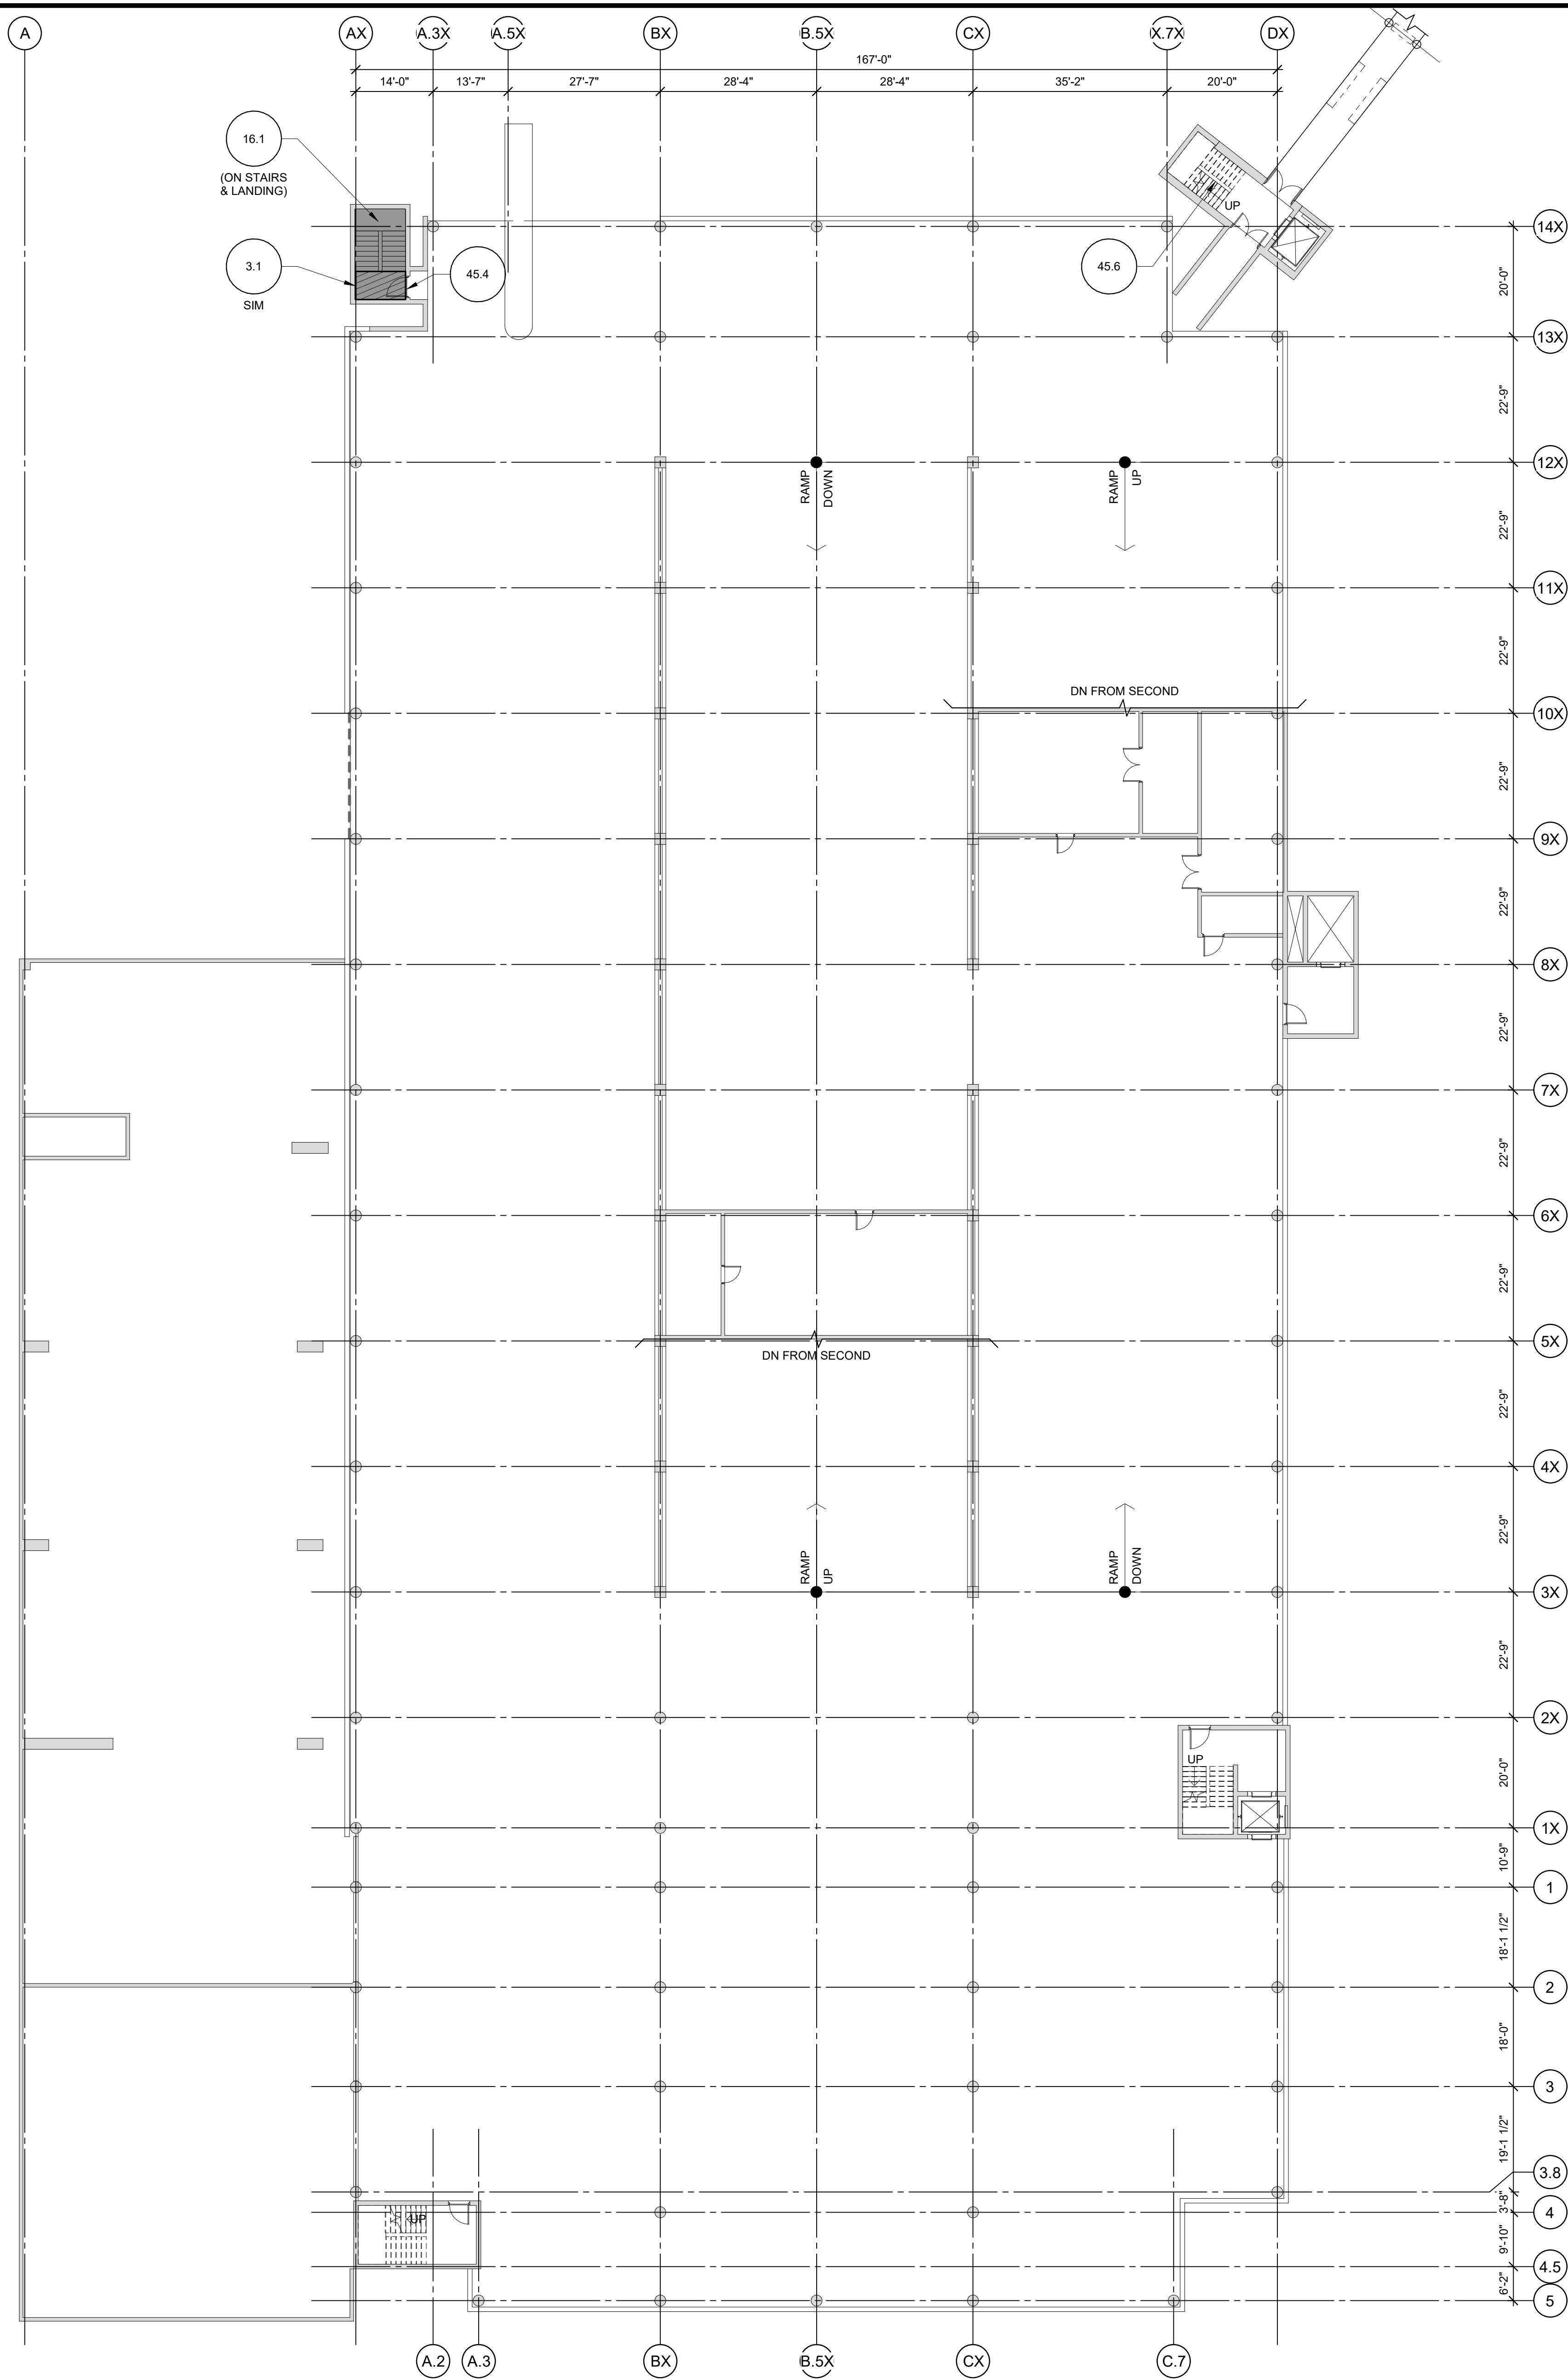 A
AX
A.3X
A.5X
BX
B.5X
CX
X.7X
DX
167'-0"
14'-0"
13'-7"
27'-7"
28'-4"
28'-4"
35'-2"
20'-0"
16.1
(ON STAIRS
& LANDING)
3.1
SIM
45.4
45.6
UP
14X
20'-0"
13X
22'-9"
12X
RAMP
DOWN
RAMP
UP
22'-9"
11X
22'-9"
DN FROM SECOND
10X
22'-9"
9X
22'-9"
8X
22'-9"
7X
22'-9"
6X
22'-9"
5X
DN FROM SECOND
22'-9"
4X
22'-9"
RAMP
UP
RAMP
DOWN
3X
22'-9"
2X
UP
20'-0"
1X
10'-9"
1
18'-1 1/2"
2
18'-0"
3
19'-1 1/2"
3.8
3'-8"
UP
4
9'-10"
4.5
6'-2"
5
A.2
A.3
BX
B.5X
CX
C.7